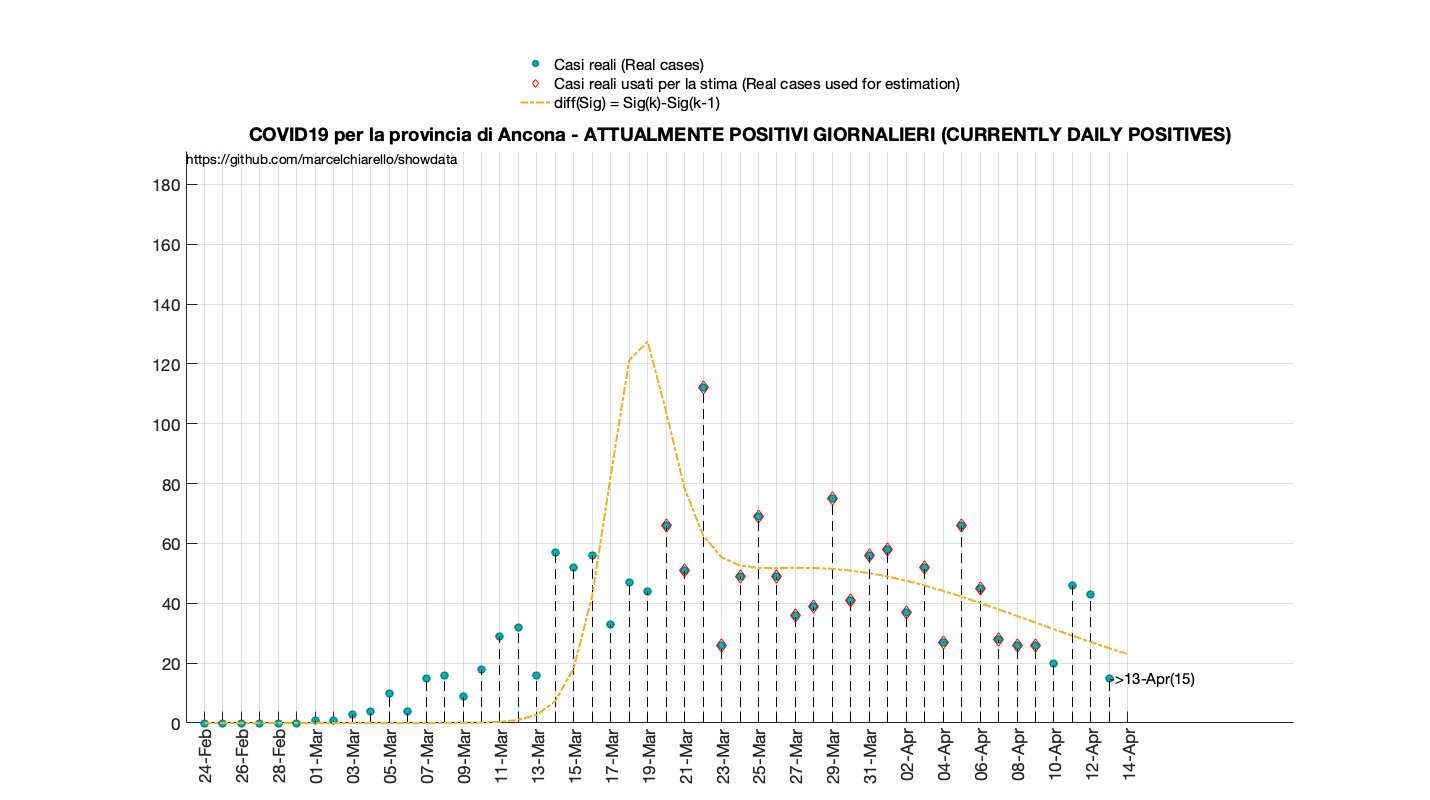 Casi reali (Real cases)
Casi reali usati per la stima (Real cases used for estimation)
diff(Sig) = Sig(k)-Sig(k-1)
COVID19 per la provincia di Ancona - ATTUALMENTE POSITIVI GIORNALIERI (CURRENTLY DAILY POSITIVES)
https://github.com/marcelchiarello/showdata
180
160
140
120
100
80
60
40
20
0
->13-Apr(15)
24-Feb
26-Feb
28-Feb
01-Mar
03-Mar
05-Mar
07-Mar
09-Mar
11-Mar
13-Mar
15-Mar
17-Mar
19-Mar
21-Mar
23-Mar
25-Mar
27-Mar
29-Mar
31-Mar
02-Apr
04-Apr
06-Apr
08-Apr
10-Apr
12-Apr
14-Apr